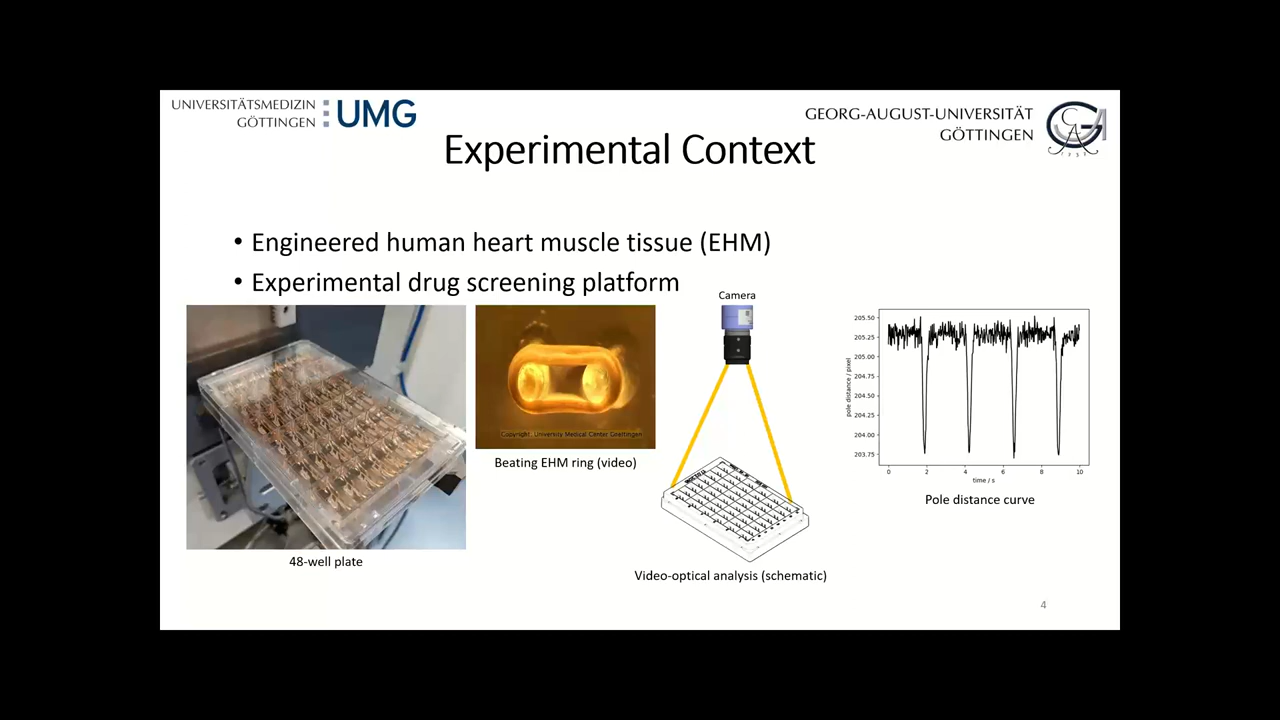 UNIVERSITÄTSMEDIZIN
GÖTTINGEN
UMG
GEORG-AUGUST-UNIVERSITÄT
GÖTTINGEN
Experimental Context
• Engineered human heart muscle tissue (EHM)
• Experimental drug screening platform
Camera
Copyright: University Medical Center Goettingen
48-well plate
Beating EHM ring (video)
Video-optical analysis (schematic)
pole distance / pixel
205.50
205.25
205.00
204.75
204.50
204.25
204.00
203.75
0 2 4 6 8 10
time / s
Pole distance curve
4